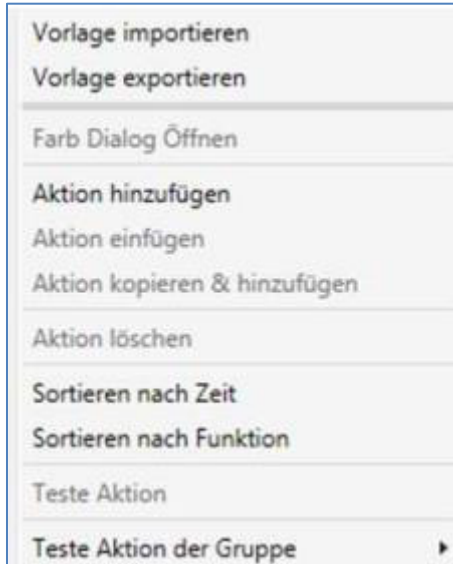 Vorlage importieren
Vorlage exportieren
Farb Dialog Öffnen
Aktion hinzufügen
Aktion einfügen
Aktion kopieren & hinzufügen
Aktion löschen
Sortieren nach Zeit
Sortieren nach Funktion
Teste Aktion
Teste Aktion der Gruppe